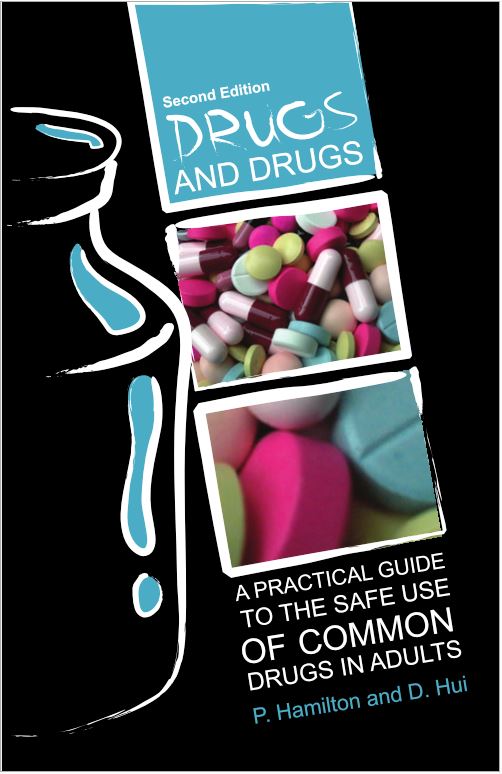 Second Edition
DRUGS
AND DRUGS
A PRACTICAL GUIDE
TO THE SAFE USE
OF COMMON
DRUGS IN ADULTS
P. Hamilton and D. Hui